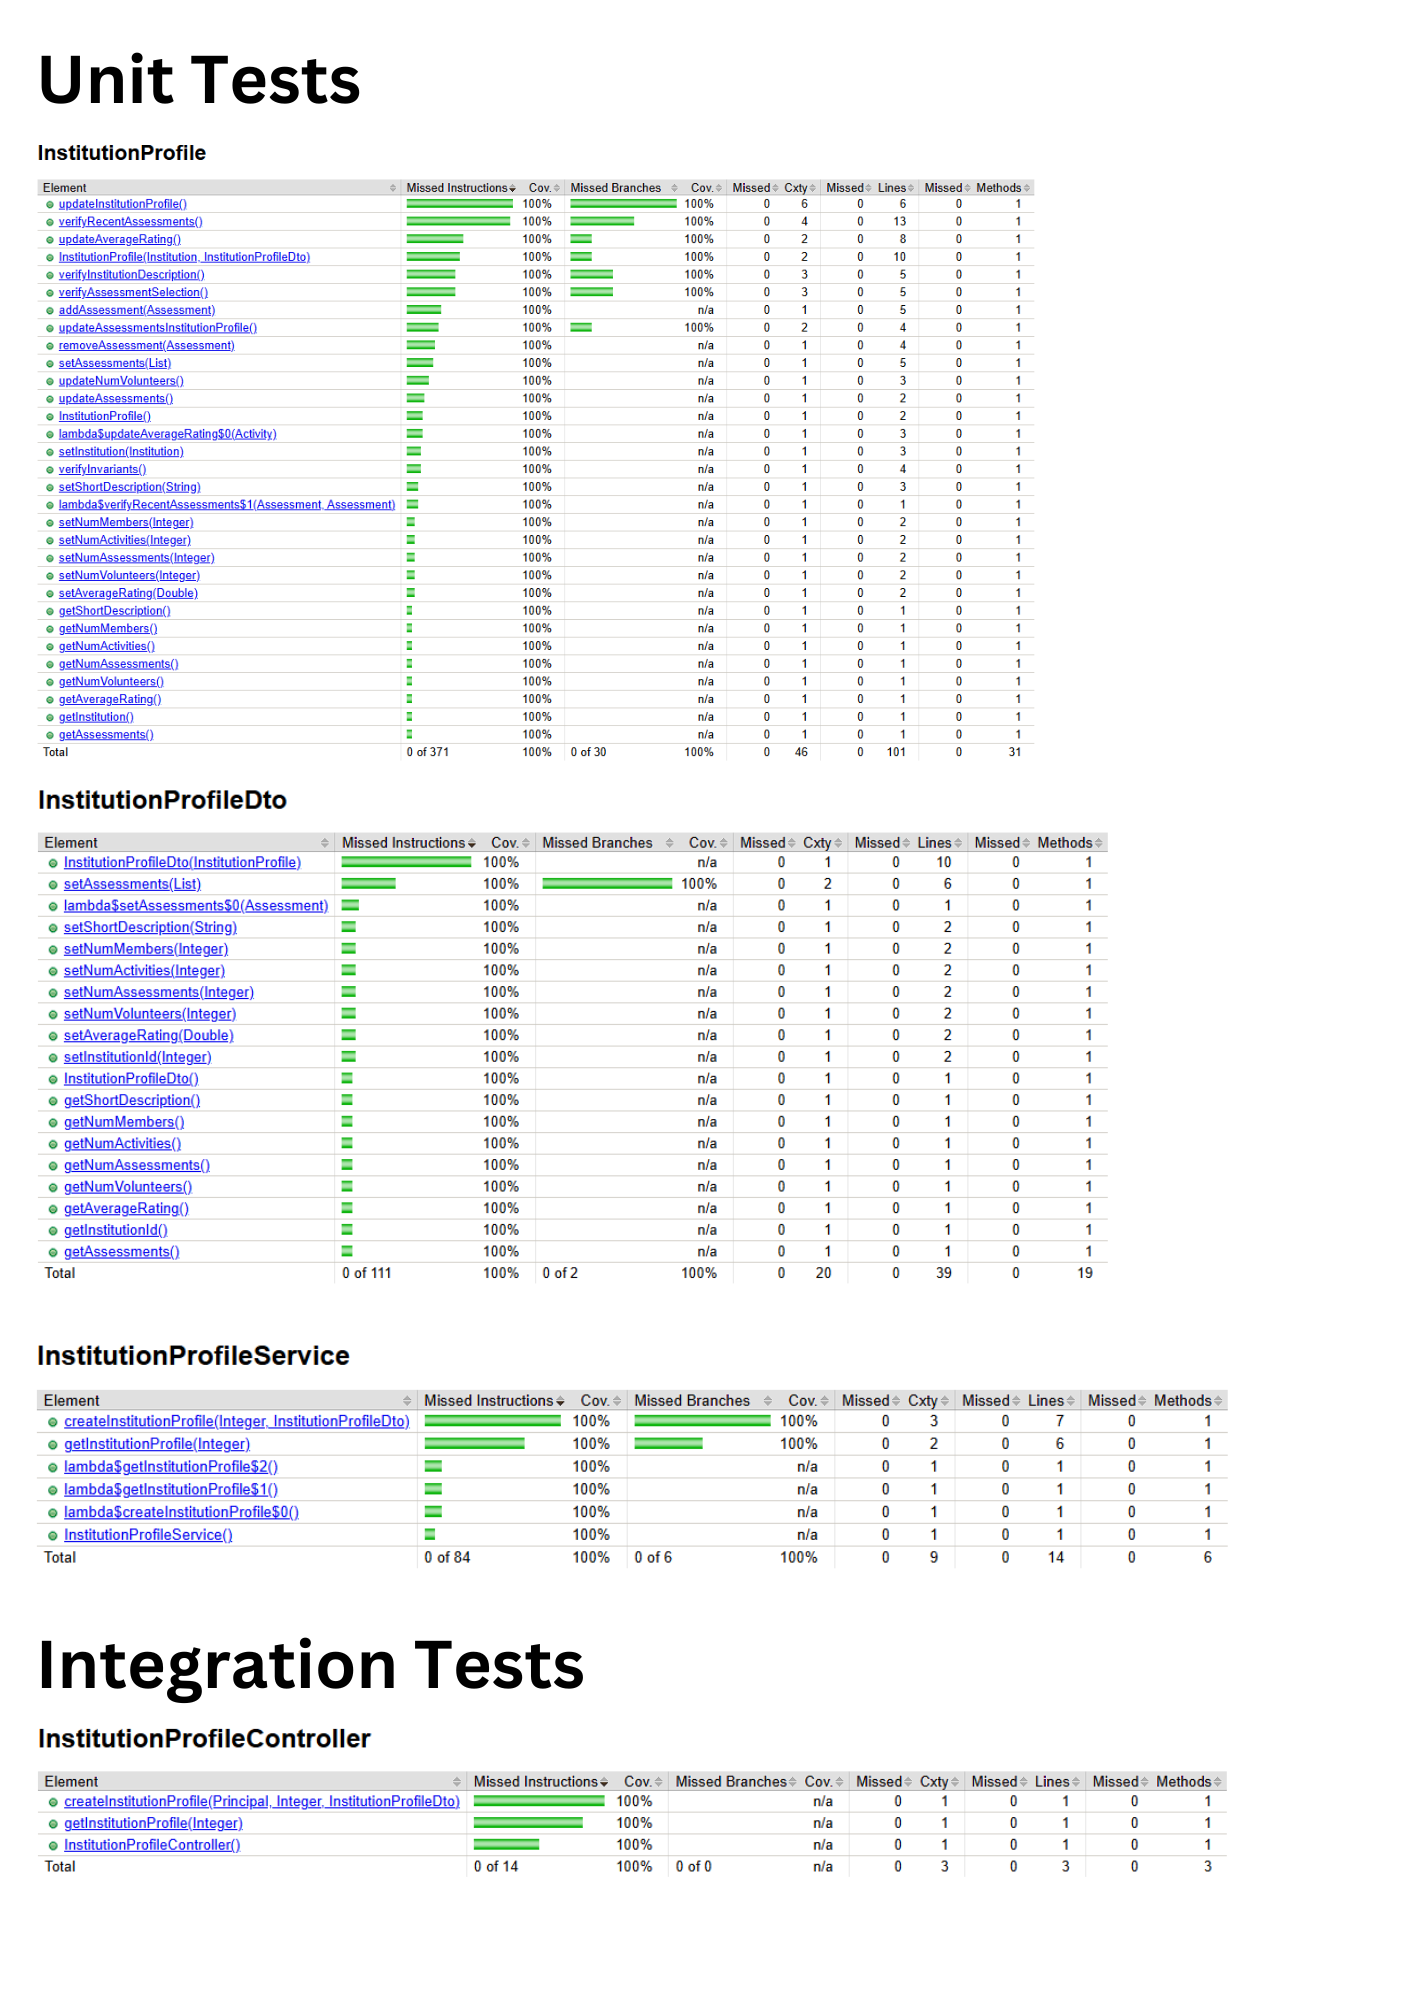 Unit Tests
InstitutionProfile
Element Missed Instructions Cov. Missed Branches Cov. Missed Cxty Missed Lines Missed Methods
updateInstitutionProfile() 100% 100% 0 6 0 6 0 1
verifyRecentAssessments() 100% 100% 0 4 0 13 0 1
updateAverageRating() 100% 100% 0 2 0 8 0 1
InstitutionProfile(Institution, InstitutionProfileDto) 100% 100% 0 2 0 10 0 1
verifyInstitutionDescription() 100% 100% 0 3 0 5 0 1
verifyAssessmentSelection() 100% 100% 0 3 0 5 0 1
addAssessment(Assessment) 100% n/a 0 1 0 5 0 1
updateAssessmentsInstitutionProfile() 100% 100% 0 2 0 4 0 1
removeAssessment(Assessment) 100% n/a 0 1 0 4 0 1
setAssessments(List) 100% n/a 0 1 0 5 0 1
updateNumVolunteers() 100% n/a 0 1 0 3 0 1
updateAssessments() 100% n/a 0 1 0 2 0 1
InstitutionProfile() 100% n/a 0 1 0 2 0 1
lambda$updateAverageRating$0(Activity) 100% n/a 0 1 0 3 0 1
setInstitution(Institution) 100% n/a 0 1 0 3 0 1
verifyInvariants() 100% n/a 0 1 0 4 0 1
setShortDescription(String) 100% n/a 0 1 0 3 0 1
lambda$verifyRecentAssessments$1(Assessment, Assessment) 100% n/a 0 1 0 1 0 1
setNumMembers(Integer) 100% n/a 0 1 0 2 0 1
setNumActivities(Integer) 100% n/a 0 1 0 2 0 1
setNumAssessments(Integer) 100% n/a 0 1 0 2 0 1
setNumVolunteers(Integer) 100% n/a 0 1 0 2 0 1
setAverageRating(Double) 100% n/a 0 1 0 2 0 1
getShortDescription() 100% n/a 0 1 0 1 0 1
getNumMembers() 100% n/a 0 1 0 1 0 1
getNumActivities() 100% n/a 0 1 0 1 0 1
getNumAssessments() 100% n/a 0 1 0 1 0 1
getNumVolunteers() 100% n/a 0 1 0 1 0 1
getAverageRating() 100% n/a 0 1 0 1 0 1
getInstitution() 100% n/a 0 1 0 1 0 1
getAssessments() 100% n/a 0 1 0 1 0 1
Total 0 of 371 100% 0 of 30 100% 0 46 0 101 0 31
InstitutionProfileDto
Element Missed Instructions Cov. Missed Branches Cov. Missed Cxty Missed Lines Missed Methods
InstitutionProfileDto(InstitutionProfile) 100% n/a 0 1 0 10 0 1
setAssessments(List) 100% 100% 0 2 0 6 0 1
lambda$setAssessments$0(Assessment) 100% n/a 0 1 0 1 0 1
setShortDescription(String) 100% n/a 0 1 0 2 0 1
setNumMembers(Integer) 100% n/a 0 1 0 2 0 1
setNumActivities(Integer) 100% n/a 0 1 0 2 0 1
setNumAssessments(Integer) 100% n/a 0 1 0 2 0 1
setNumVolunteers(Integer) 100% n/a 0 1 0 2 0 1
setAverageRating(Double) 100% n/a 0 1 0 2 0 1
setInstitutionId(Integer) 100% n/a 0 1 0 2 0 1
InstitutionProfileDto() 100% n/a 0 1 0 1 0 1
getShortDescription() 100% n/a 0 1 0 1 0 1
getNumMembers() 100% n/a 0 1 0 1 0 1
getNumActivities() 100% n/a 0 1 0 1 0 1
getNumAssessments() 100% n/a 0 1 0 1 0 1
getNumVolunteers() 100% n/a 0 1 0 1 0 1
getAverageRating() 100% n/a 0 1 0 1 0 1
getInstitutionId() 100% n/a 0 1 0 1 0 1
getAssessments() 100% n/a 0 1 0 1 0 1
Total 0 of 111 100% 0 of 2 100% 0 20 0 39 0 19
InstitutionProfileService
Element Missed Instructions Cov. Missed Branches Cov. Missed Cxty Missed Lines Missed Methods
createInstitutionProfile(Integer, InstitutionProfileDto) 100% 100% 0 3 0 7 0 1
getInstitutionProfile(Integer) 100% 100% 0 2 0 6 0 1
lambda$getInstitutionProfile$2() 100% n/a 0 1 0 1 0 1
lambda$getInstitutionProfile$1() 100% n/a 0 1 0 1 0 1
lambda$createInstitutionProfile$0() 100% n/a 0 1 0 1 0 1
InstitutionProfileService() 100% n/a 0 1 0 1 0 1
Total 0 of 84 100% 0 of 6 100% 0 9 0 14 0 6
Integration Tests
InstitutionProfileController
Element Missed Instructions Cov. Missed Branches Cov. Missed Cxty Missed Lines Missed Methods
createInstitutionProfile(Principal, Integer, InstitutionProfileDto) 100% n/a 0 1 0 1 0 1
getInstitutionProfile(Integer) 100% n/a 0 1 0 1 0 1
InstitutionProfileController() 100% n/a 0 1 0 1 0 1
Total 0 of 14 100% 0 of 0 n/a 0 3 0 3 0 3